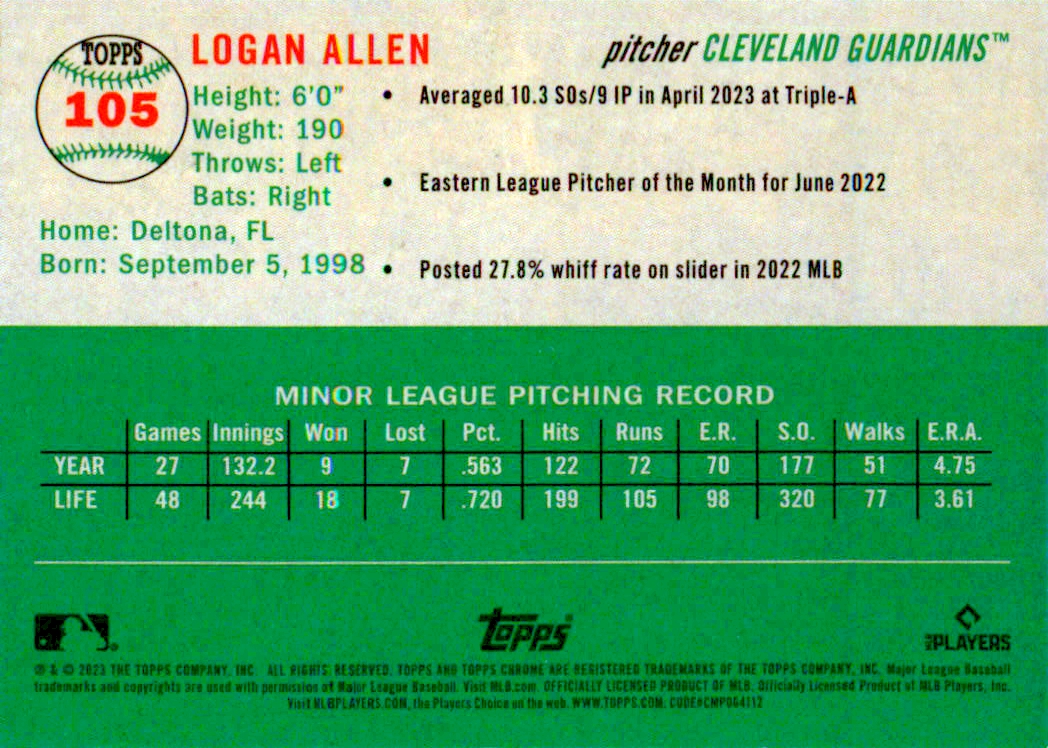 TOPPS
105
LOGAN ALLEN
pitcher CLEVELAND GUARDIANS™
Height: 6'0"
Weight: 190
Throws: Left
Bats: Right
Home: Deltona, FL
Born: September 5, 1998
• Averaged 10.3 SOs/9 IP in April 2023 at Triple-A
• Eastern League Pitcher of the Month for June 2022
• Posted 27.8% whiff rate on slider in 2022 MLB
MINOR LEAGUE PITCHING RECORD
Games Innings Won Lost Pct. Hits Runs E.R. S.O. Walks E.R.A.
YEAR 27 132.2 9 7 .563 122 72 70 177 51 4.75
LIFE 48 244 18 7 .720 199 105 98 320 77 3.61
topps
MLB PLAYERS
® & © 2023 THE TOPPS COMPANY, INC. ALL RIGHTS RESERVED. TOPPS AND TOPPS CHROME ARE REGISTERED TRADEMARKS OF THE TOPPS COMPANY, INC. Major League Baseball
trademarks and copyrights are used with permission of Major League Baseball. Visit MLB.com. OFFICIALLY LICENSED PRODUCT OF MLB. Officially Licensed Product of MLB Players, Inc.
Visit MLBPLAYERS.COM, the Players Choice on the web. WWW.TOPPS.COM. CODE#CMP064112